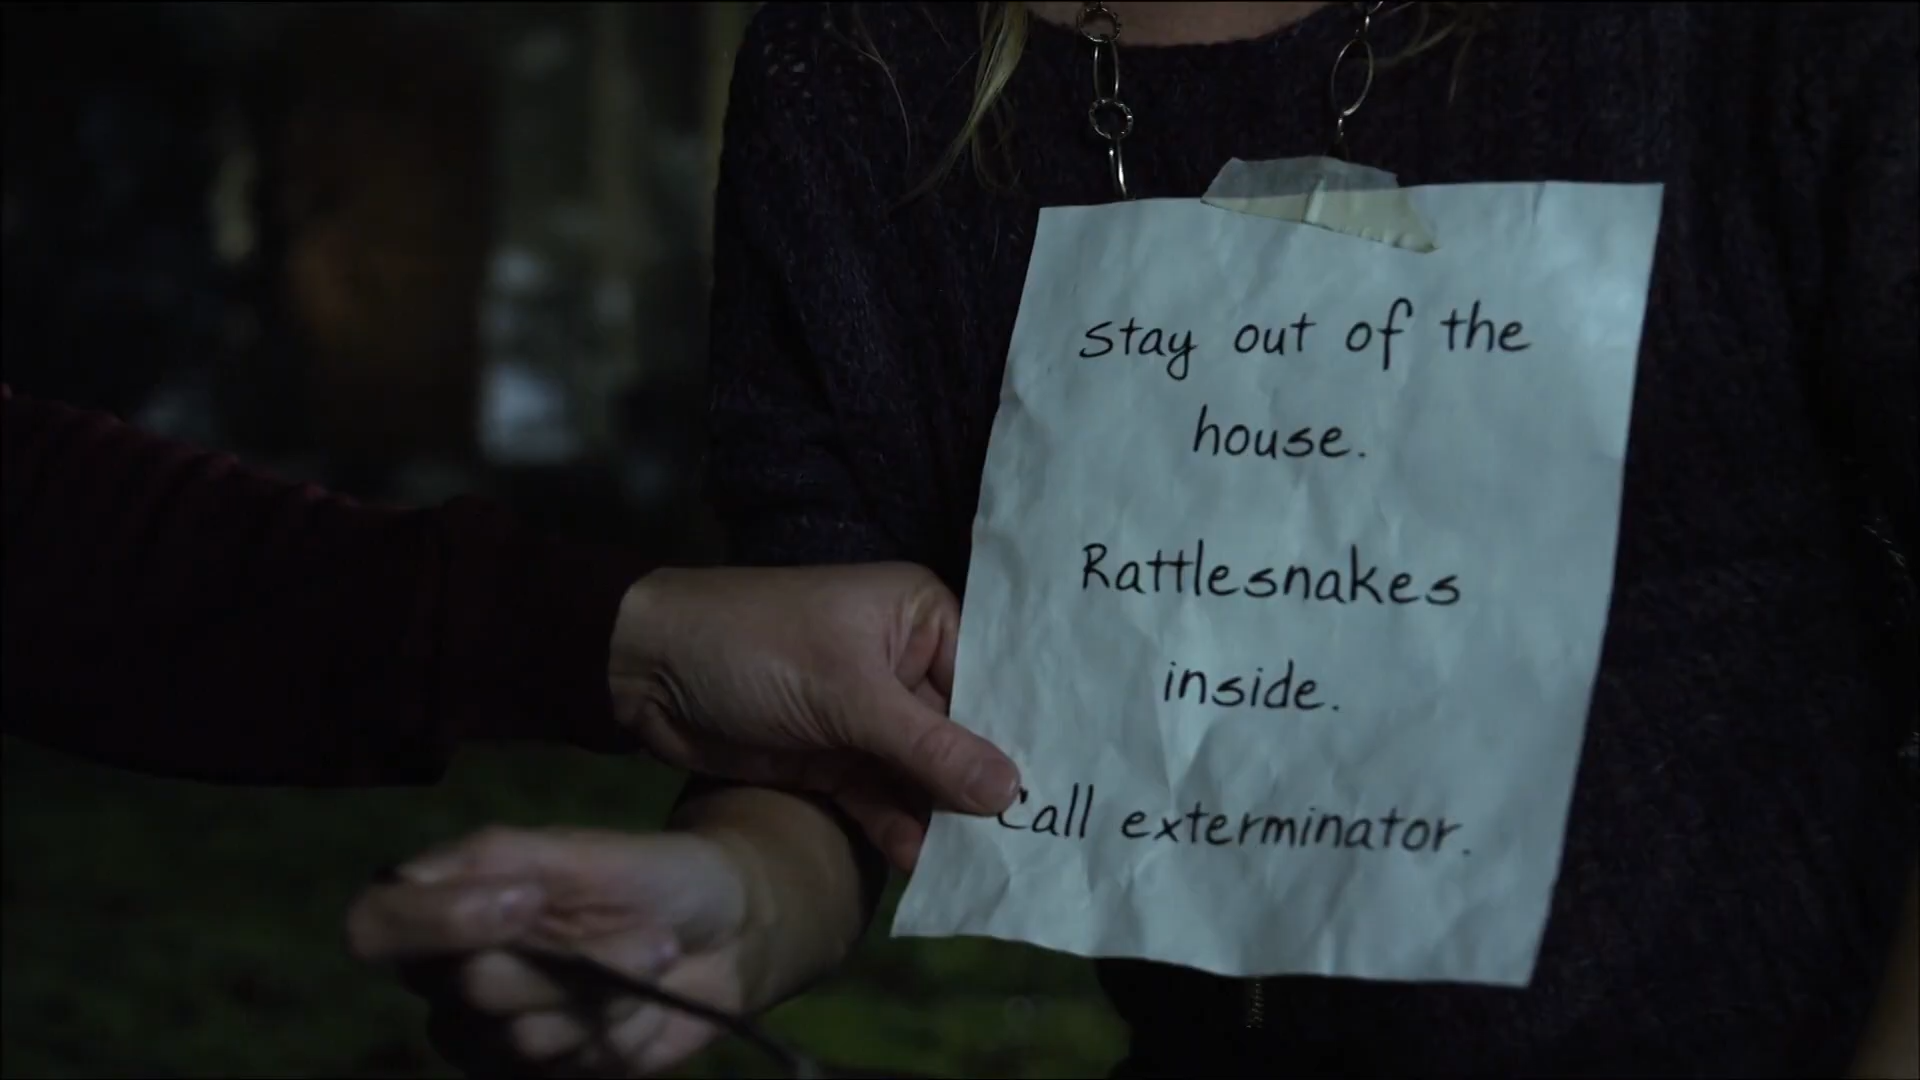 Stay out of the
house.
Rattlesnakes
inside.
Call exterminator.